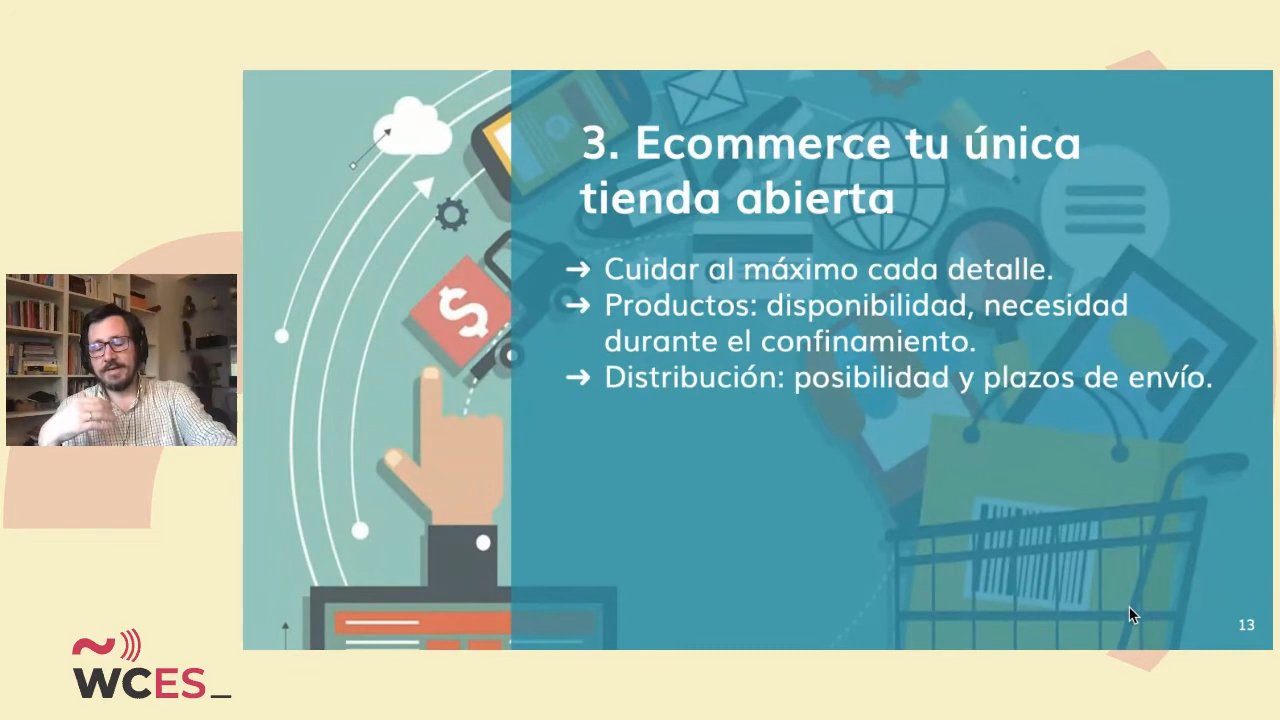 3. Ecommerce tu única
tienda abierta
➜ Cuidar al máximo cada detalle.
➜ Productos: disponibilidad, necesidad
durante el confinamiento.
➜ Distribución: posibilidad y plazos de envío.
$
13
WCES_